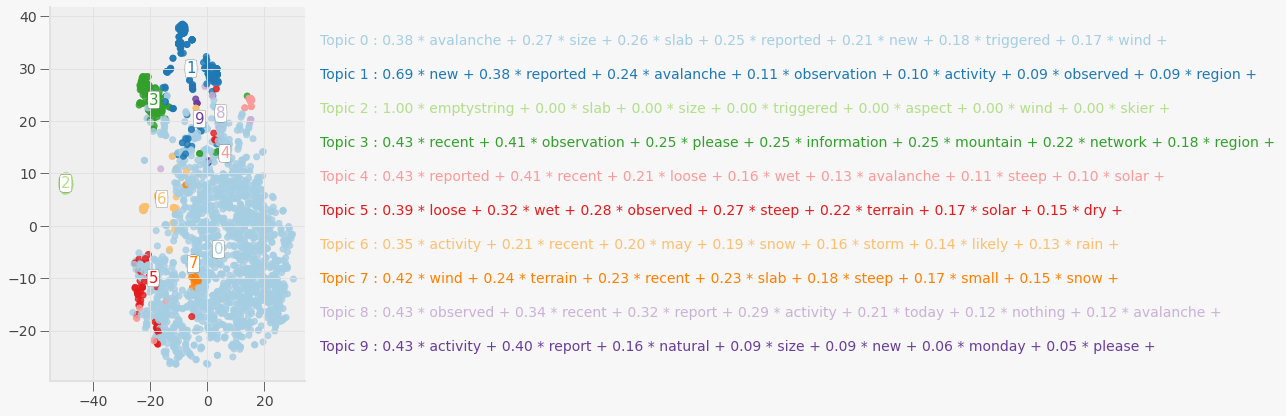 40
30
20
10
0
−10
−20
−40
−20
0
20
1
8
3
9
4
2
6
0
7
5
Topic 0 : 0.38 * avalanche + 0.27 * size + 0.26 * slab + 0.25 * reported + 0.21 * new + 0.18 * triggered + 0.17 * wind +
Topic 1 : 0.69 * new + 0.38 * reported + 0.24 * avalanche + 0.11 * observation + 0.10 * activity + 0.09 * observed + 0.09 * region +
Topic 2 : 1.00 * emptystring + 0.00 * slab + 0.00 * size + 0.00 * triggered + 0.00 * aspect + 0.00 * wind + 0.00 * skier +
Topic 3 : 0.43 * recent + 0.41 * observation + 0.25 * please + 0.25 * information + 0.25 * mountain + 0.22 * network + 0.18 * region +
Topic 4 : 0.43 * reported + 0.41 * recent + 0.21 * loose + 0.16 * wet + 0.13 * avalanche + 0.11 * steep + 0.10 * solar +
Topic 5 : 0.39 * loose + 0.32 * wet + 0.28 * observed + 0.27 * steep + 0.22 * terrain + 0.17 * solar + 0.15 * dry +
Topic 6 : 0.35 * activity + 0.21 * recent + 0.20 * may + 0.19 * snow + 0.16 * storm + 0.14 * likely + 0.13 * rain +
Topic 7 : 0.42 * wind + 0.24 * terrain + 0.23 * recent + 0.23 * slab + 0.18 * steep + 0.17 * small + 0.15 * snow +
Topic 8 : 0.43 * observed + 0.34 * recent + 0.32 * report + 0.29 * activity + 0.21 * today + 0.12 * nothing + 0.12 * avalanche +
Topic 9 : 0.43 * activity + 0.40 * report + 0.16 * natural + 0.09 * size + 0.09 * new + 0.06 * monday + 0.05 * please +